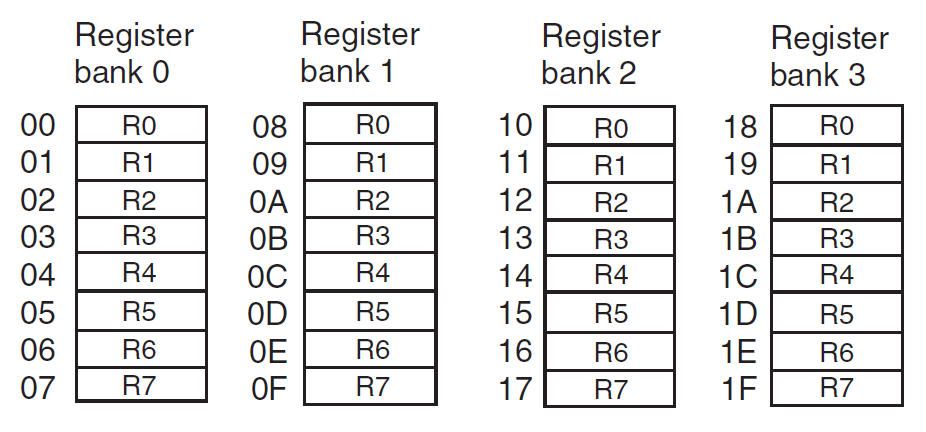 Register bank 0
Register bank 1
Register bank 2
Register bank 3
00 R0 08 R0 10 R0 18 R0
01 R1 09 R1 11 R1 19 R1
02 R2 0A R2 12 R2 1A R2
03 R3 0B R3 13 R3 1B R3
04 R4 0C R4 14 R4 1C R4
05 R5 0D R5 15 R5 1D R5
06 R6 0E R6 16 R6 1E R6
07 R7 0F R7 17 R7 1F R7